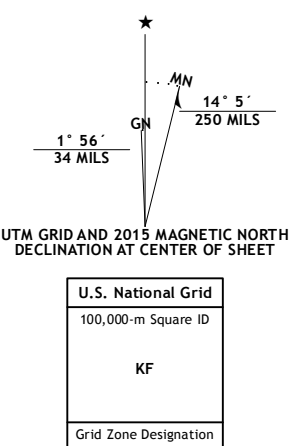 ★
MN
GN
14° 5´
250 MILS
1° 56´
34 MILS
UTM GRID AND 2015 MAGNETIC NORTH
DECLINATION AT CENTER OF SHEET
U.S. National Grid
100,000-m Square ID
KF
Grid Zone Designation